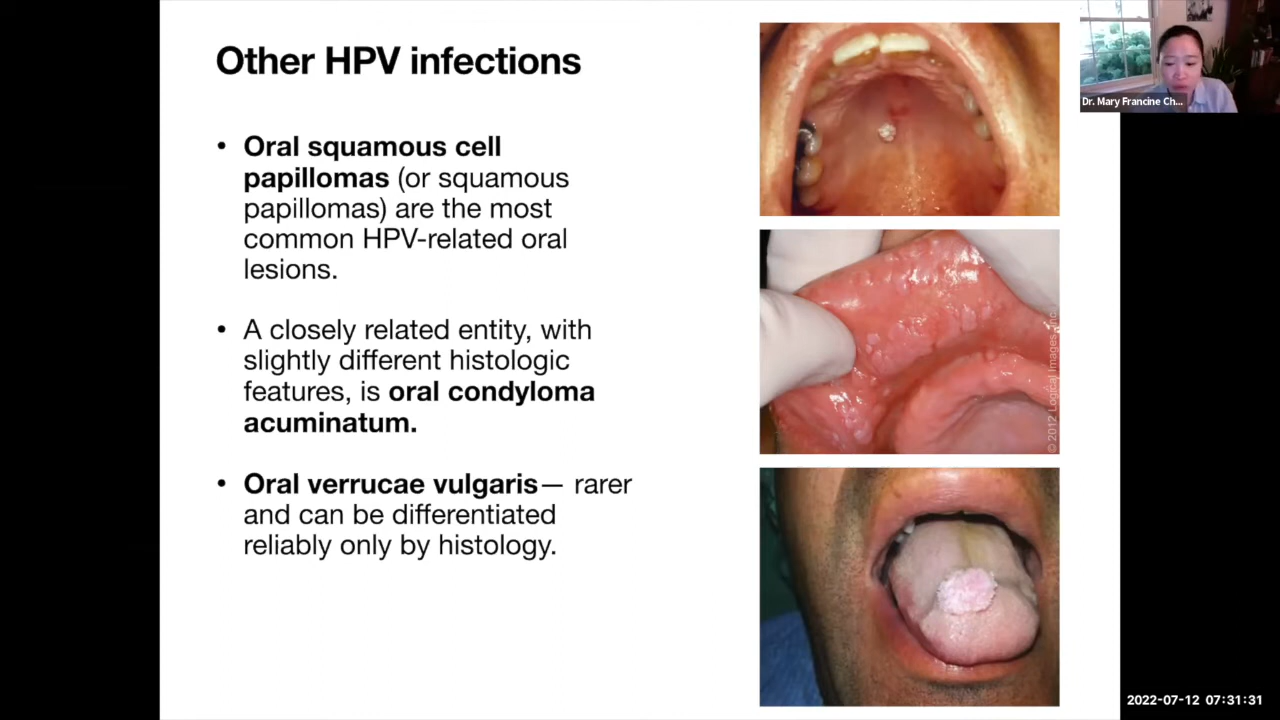 Other HPV infections
• Oral squamous cell
papillomas (or squamous
papillomas) are the most
common HPV-related oral
lesions.
• A closely related entity, with
slightly different histologic
features, is oral condyloma
acuminatum.
• Oral verrucae vulgaris— rarer
and can be differentiated
reliably only by histology.
© 2012 Logical Images, Inc.
Dr. Mary Francine Ch...
2022-07-12 07:31:31